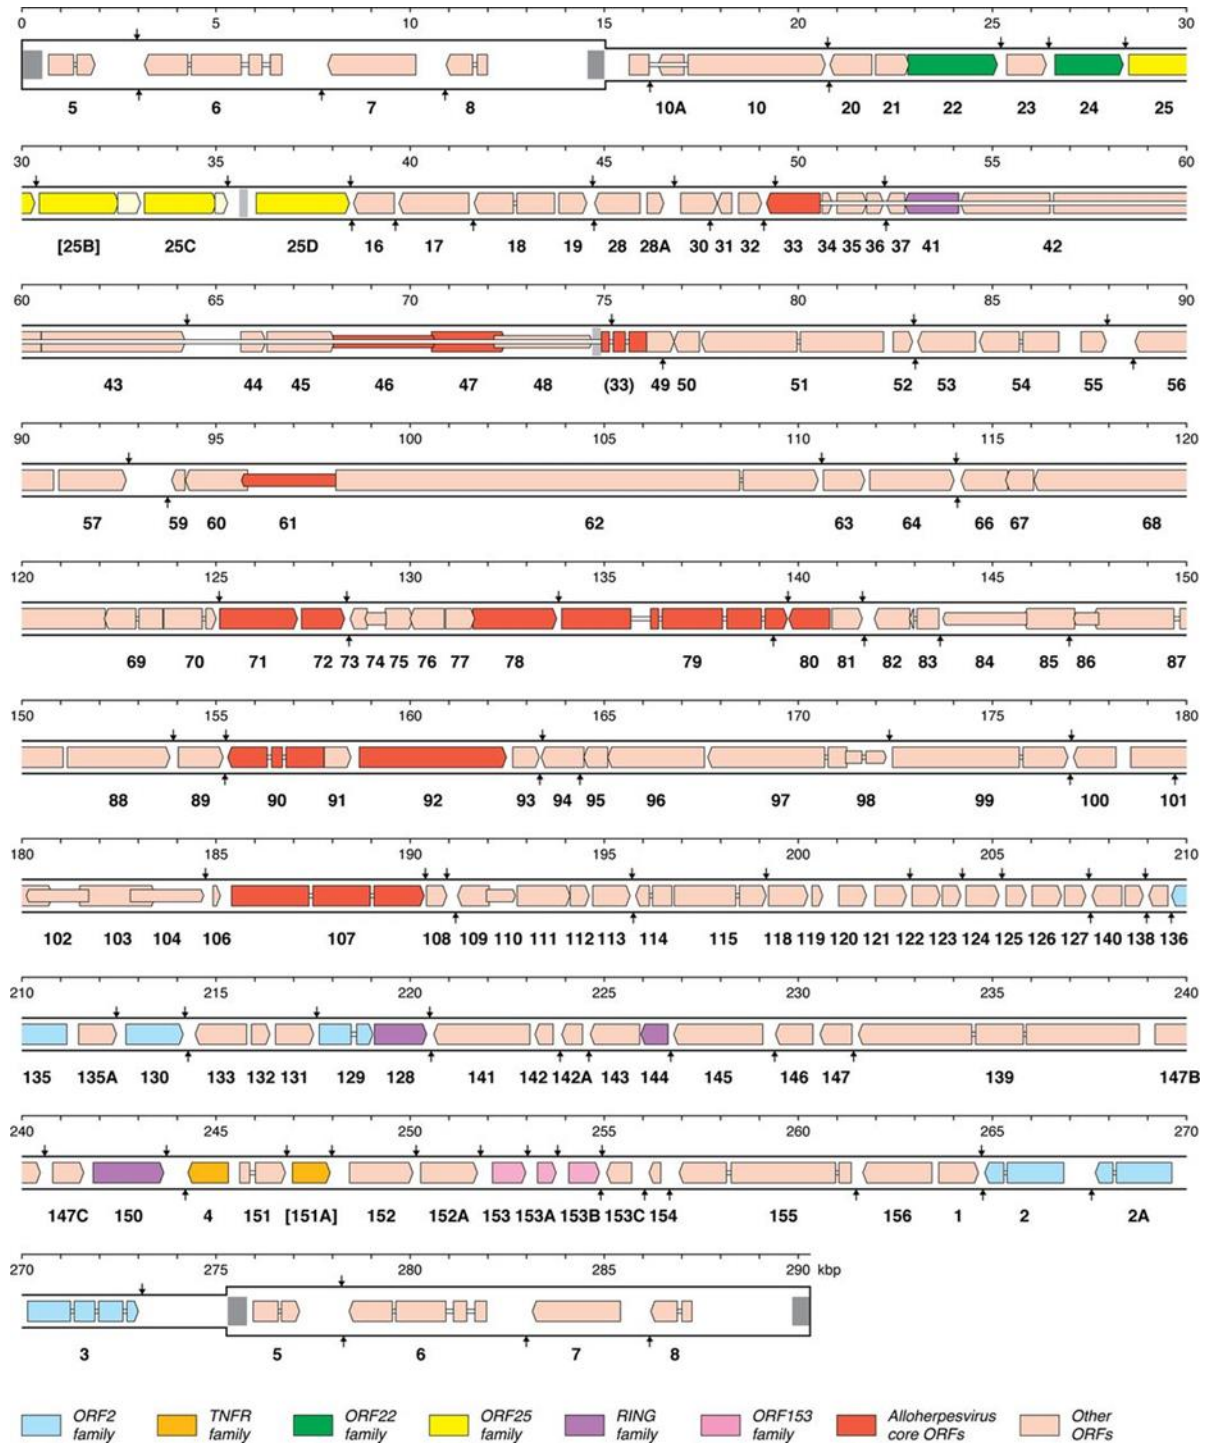 0 5 10 15 20 25 30
5 6 7 8 10A 10 20 21 22 23 24 25
30 35 40 45 50 55 60
[25B] 25C 25D 16 17 18 19 28 28A 30 31 32 33 34 35 36 37 41 42
60 65 70 75 80 85 90
43 44 45 46 47 48 (33) 49 50 51 52 53 54 55 56
90 95 100 105 110 115 120
57 59 60 61 62 63 64 66 67 68
120 125 130 135 140 145 150
69 70 71 72 73 74 75 76 77 78 79 80 81 82 83 84 85 86 87
150 155 160 165 170 175 180
88 89 90 91 92 93 94 95 96 97 98 99 100 101
180 185 190 195 200 205 210
102 103 104 106 107 108 109 110 111 112 113 114 115 118 119 120 121 122 123 124 125 126 127 140 138 136
210 215 220 225 230 235 240
135 135A 130 133 132 131 129 128 141 142 142A 143 144 145 146 147 139 147B
240 245 250 255 260 265 270
147C 150 4 151 [151A] 152 152A 153 153A 153B 153C 154 155 156 1 2 2A
270 275 280 285 290 kbp
3 5 6 7 8
ORF2 TNFR ORF22 ORF25 RING ORF153 Alloherpesvirus Other
family family family family family family core ORFs ORFs